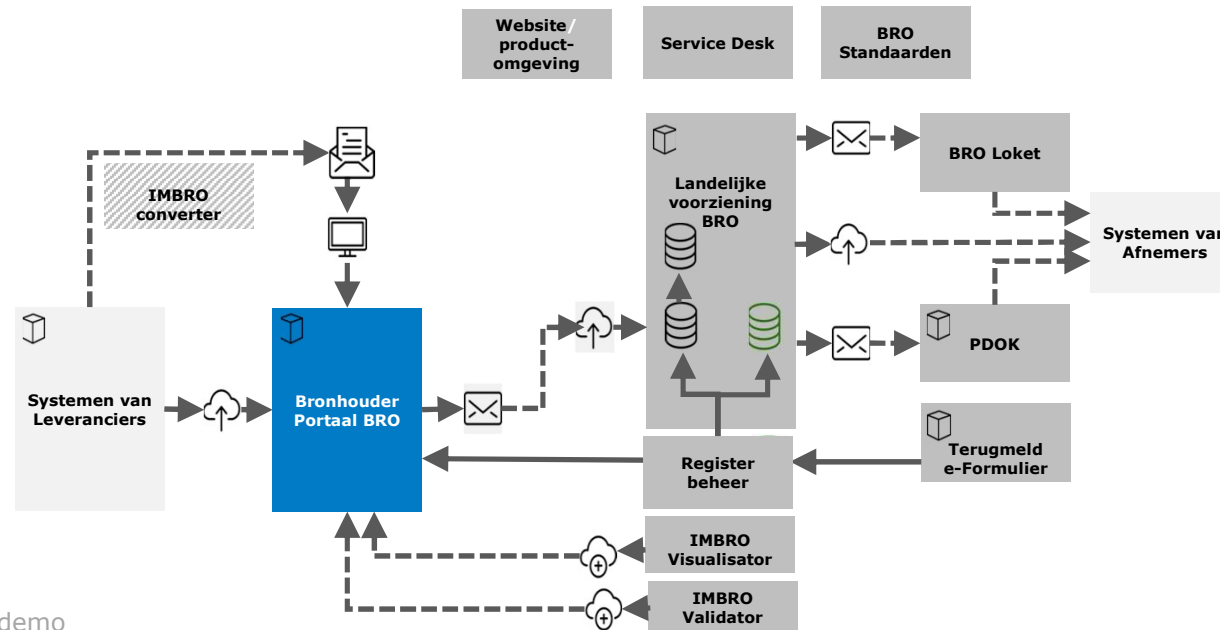 Website/
product-
omgeving
Service Desk
BRO
Standaarden
IMBRO
converter
Landelijke
voorziening
BRO
BRO Loket
Systemen van
Afnemers
PDOK
Systemen van
Leveranciers
Bronhouder
Portaal BRO
Register
beheer
Terugmeld
e-Formulier
IMBRO
Visualisator
IMBRO
Validator
demo